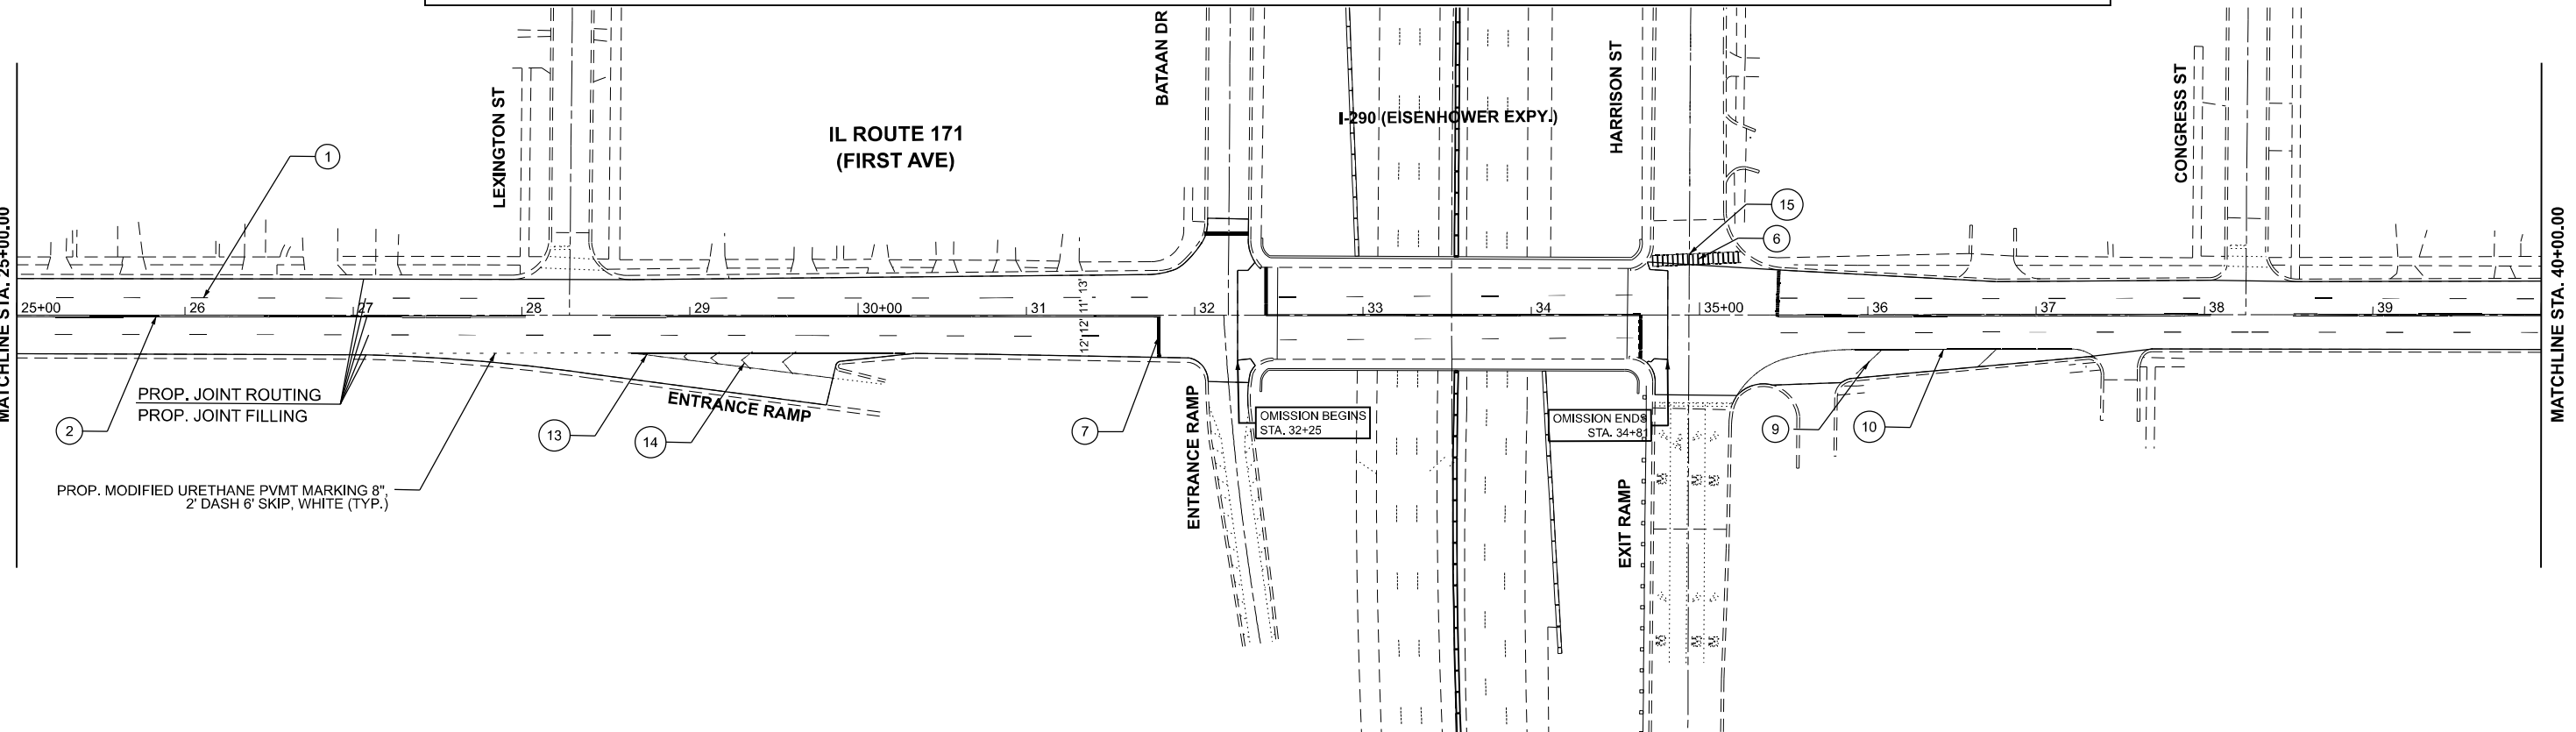 MATCHLINE STA. 25+00.00
LEXINGTON ST
IL ROUTE 171
(FIRST AVE)
BATAAN DR
I-290 (EISENHOWER EXPY.)
HARRISON ST
CONGRESS ST
MATCHLINE STA. 40+00.00
1
15
6
25+00
26
27
28
29
30+00
31
32
33
34
35+00
36
37
38
39
12' 12' 11' 13'
PROP. JOINT ROUTING
PROP. JOINT FILLING
2
ENTRANCE RAMP
13
14
7
OMISSION BEGINS
STA. 32+25
OMISSION ENDS
STA. 34+81
9
10
ENTRANCE RAMP
EXIT RAMP
PROP. MODIFIED URETHANE PVMT MARKING 8",
2' DASH 6' SKIP, WHITE (TYP.)